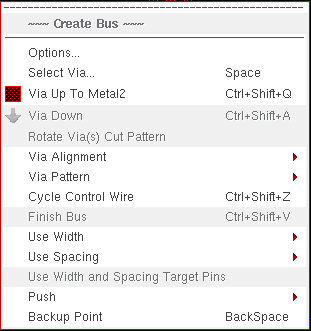 ~~~ Create Bus ~~~
Options...
Select Via... Space
Via Up To Metal2 Ctrl+Shift+Q
Via Down Ctrl+Shift+A
Rotate Via(s) Cut Pattern
Via Alignment
Via Pattern
Cycle Control Wire Ctrl+Shift+Z
Finish Bus Ctrl+Shift+V
Use Width
Use Spacing
Use Width and Spacing Target Pins
Push
Backup Point BackSpace